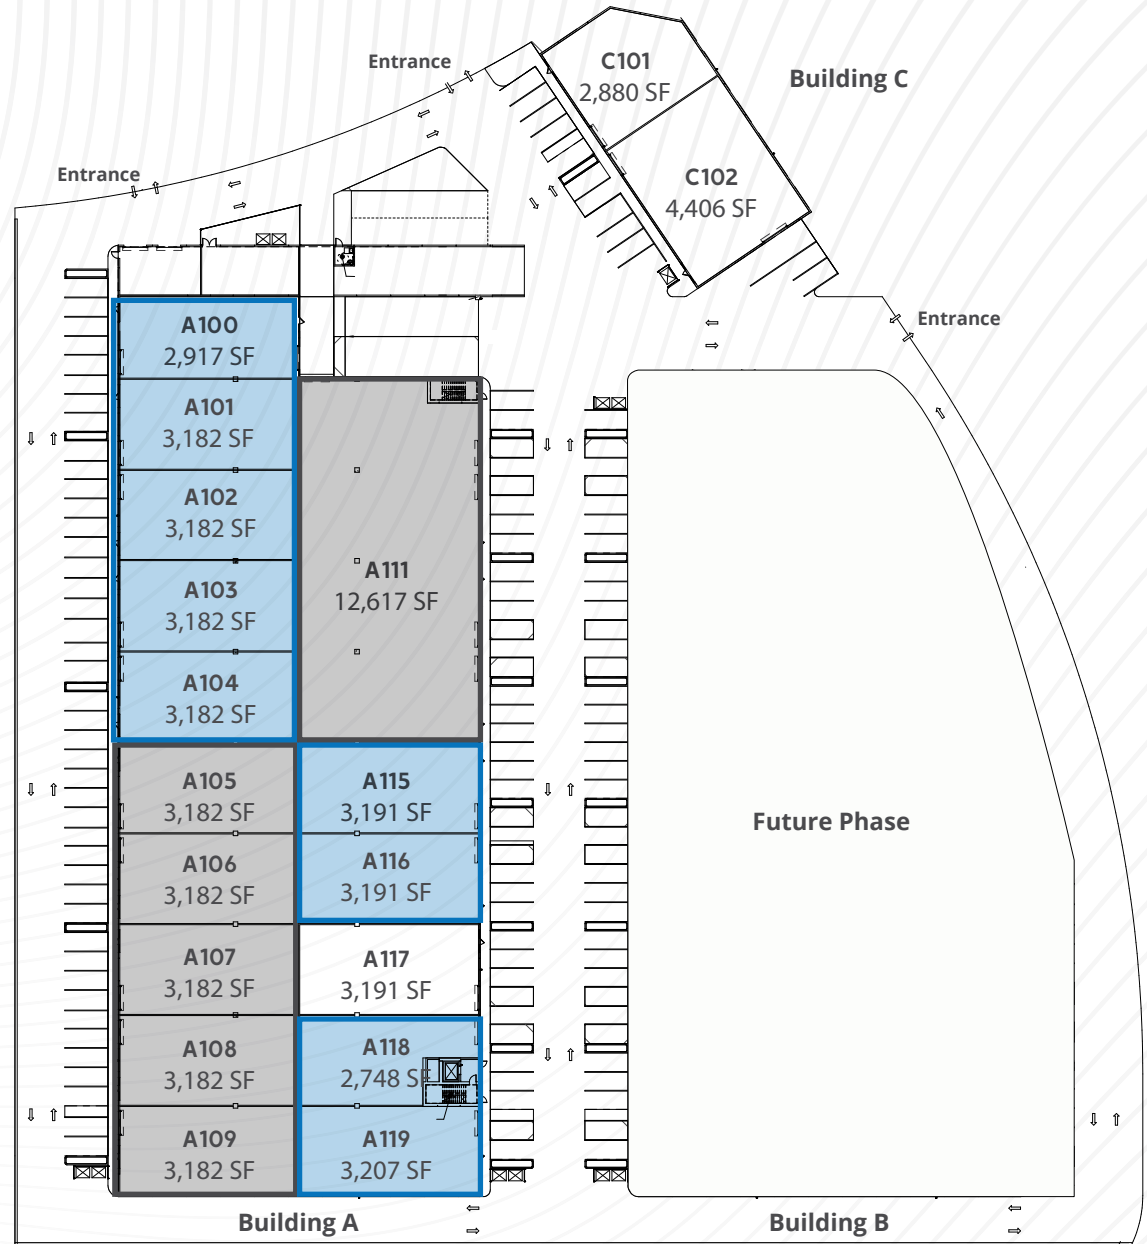 Entrance
C101
2,880 SF
Building C
Entrance
C102
4,406 SF
Entrance
A100
2,917 SF
A101
3,182 SF
A102
3,182 SF
A103
3,182 SF
A104
3,182 SF
A111
12,617 SF
A105
3,182 SF
A115
3,191 SF
A106
3,182 SF
A116
3,191 SF
A107
3,182 SF
A117
3,191 SF
A108
3,182 SF
A118
2,748 SF
A109
3,182 SF
A119
3,207 SF
Future Phase
Building A
Building B